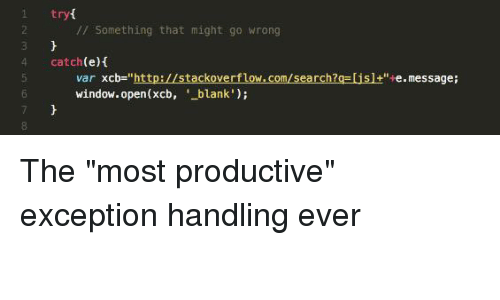 1 try{
2 // Something that might go wrong
3 }
4 catch(e){
5 var xcb="http://stackoverflow.com/search?q=[js]+"+e.message;
6 window.open(xcb, '_blank');
7 }
8
The "most productive"
exception handling ever